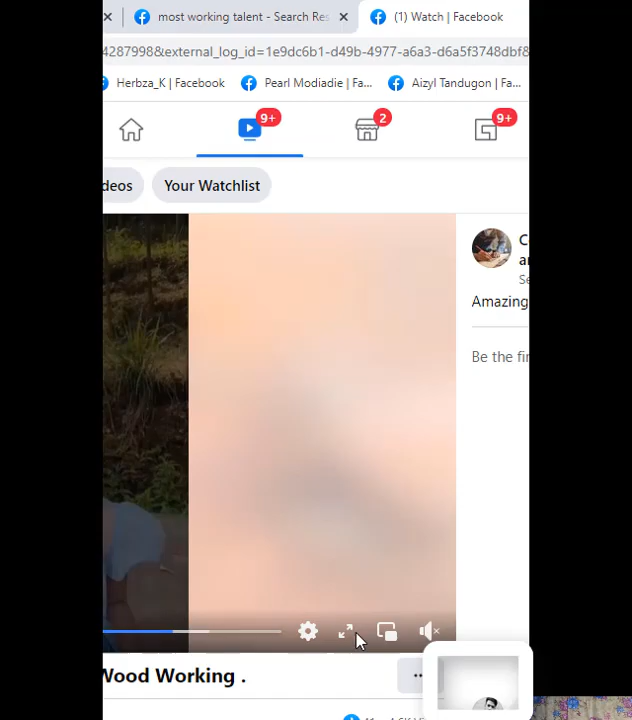 most working talent - Search Res
(1) Watch | Facebook
4287998&external_log_id=1e9dc6b1-d49b-4977-a6a3-d6a5f3748dbf&
Herbza_K | Facebook
Pearl Modiadie | Fa...
Aizyl Tandugon | Fa...
9+
2
9+
deos
Your Watchlist
Amazing
Be the fir
Wood Working .